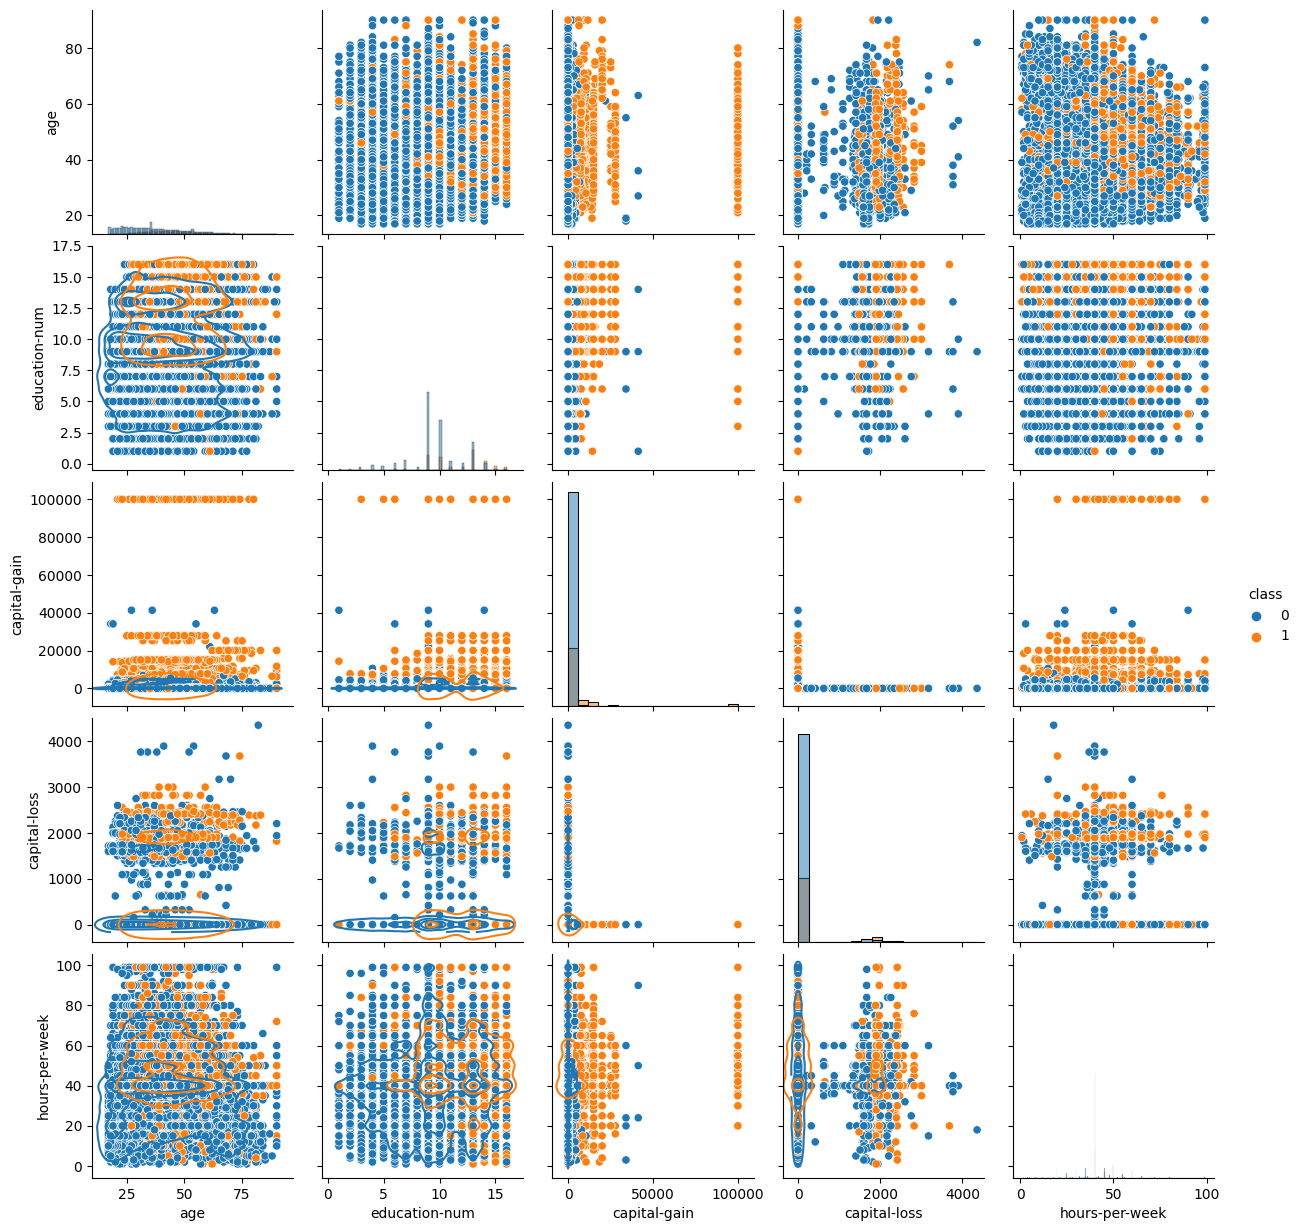 80
60
40
20
age
17.5
15.0
12.5
10.0
7.5
5.0
2.5
0.0
education-num
100000
80000
60000
40000
20000
0
capital-gain
class
0
1
4000
3000
2000
1000
0
capital-loss
100
80
60
40
20
0
hours-per-week
25 50 75
0 5 10 15
0 50000 100000
0 2000 4000
0 50 100
age education-num capital-gain capital-loss hours-per-week